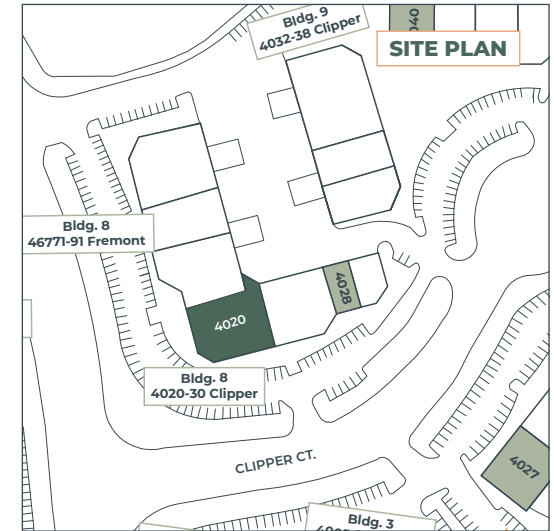 Bldg. 9
4032-38 Clipper
SITE PLAN
Bldg. 8
46771-91 Fremont
4028
4020
Bldg. 8
4020-30 Clipper
CLIPPER CT.
4027
Bldg. 3